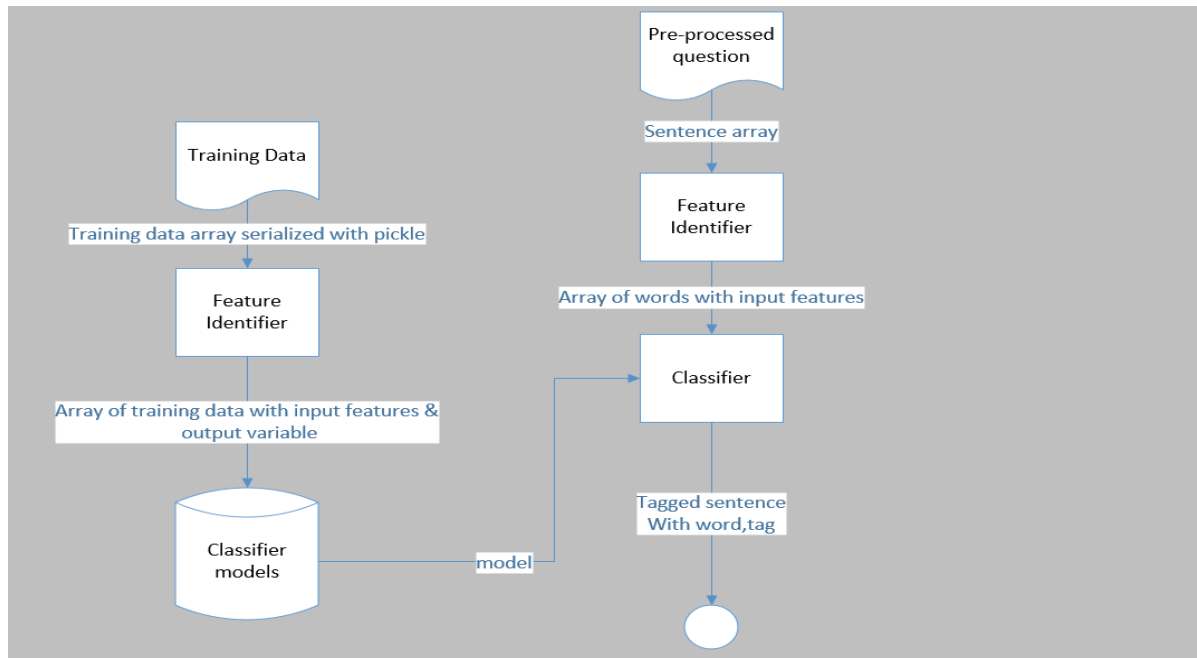 Pre-processed
question
Sentence array
Training Data
Feature
Identifier
Training data array serialized with pickle
Feature
Identifier
Array of words with input features
Classifier
Array of training data with input features &
output variable
Tagged sentence
With word,tag
Classifier
models
model